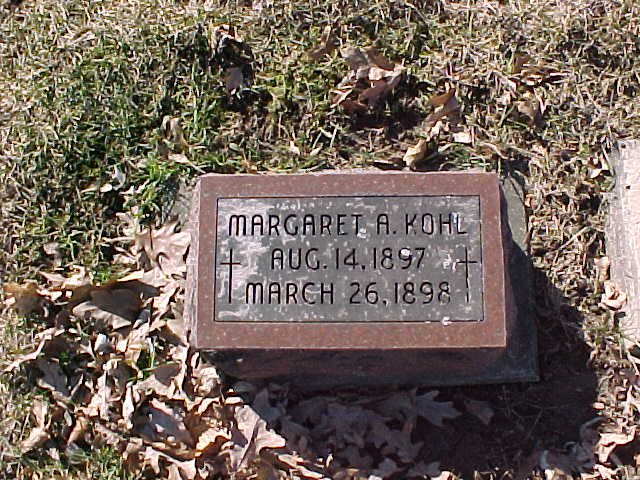 MARGARET A. KOHL
AUG. 14, 1897
MARCH 26, 1898